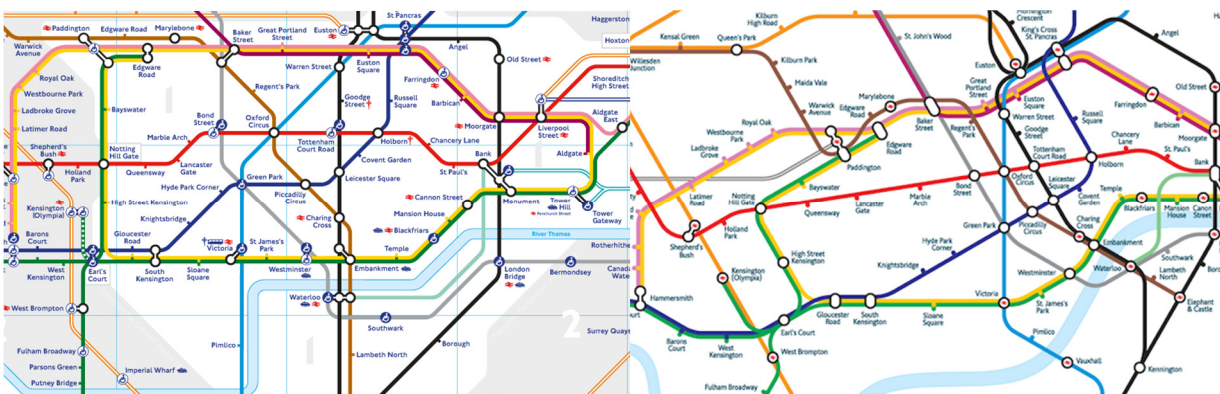 Paddington
Edgware Road
Marylebone
Warwick
Avenue
Royal Oak
Westbourne Park
Ladbroke Grove
Latimer Road
Shepherd's
Bush
Holland
Park
Kensington
(Olympia)
Barons
Court
West
Kensington
Earl's
Court
West Brompton
Fulham Broadway
Parsons Green
Putney Bridge
Imperial Wharf
Edgware
Road
Bayswater
Notting
Hill Gate
Queensway
High Street Kensington
Gloucester
Road
South
Kensington
Sloane
Square
Knightsbridge
Hyde Park Corner
Lancaster
Gate
Marble Arch
Bond
Street
Baker
Street
Great Portland
Street
Regent's Park
Oxford
Circus
Green Park
Victoria
St James's
Park
Pimlico
Westminster
Waterloo
Southwark
Lambeth North
Embankment
Charing
Cross
Piccadilly
Circus
Leicester Square
Covent Garden
Tottenham
Court Road
Goodge
Street
Warren Street
Euston
St Pancras
Euston
Square
Russell
Square
Holborn
Chancery Lane
Farringdon
Barbican
Moorgate
Angel
Old Street
Haggerston
Hoxton
Shoreditch
High Street
Liverpool
Street
Aldgate
East
Aldgate
Bank
St Paul's
Cannon Street
Mansion House
Blackfriars
Temple
Monument
Tower
Hill
Fenchurch Street
Tower
Gateway
River Thames
London
Bridge
Bermondsey
Borough
Rotherhithe
Canada
Wate
Surrey Quays
1
1
2
Kensal Green
Queen's Park
Kilburn
High Road
Willesden
Junction
Kilburn Park
Maida Vale
Warwick
Avenue
Royal Oak
Westbourne
Park
Ladbroke
Grove
Latimer
Road
Shepherd's
Bush
Holland
Park
Kensington
(Olympia)
Hammersmith
Barons
Court
West
Kensington
Earl's Court
West Brompton
Fulham Broadway
High Street
Kensington
Notting
Hill Gate
Bayswater
Queensway
Lancaster
Gate
Marble
Arch
Paddington
Edgware
Road
Edgware
Road
Marylebone
St. John's Wood
Baker
Street
Regent's
Park
Great
Portland
Street
Euston
Square
Warren Street
Goodge
Street
Euston
Mornington
Crescent
King's Cross
St Pancras
Angel
Old Street
Farringdon
Barbican
Moorgate
Russell
Square
Chancery
Lane
St. Paul's
Bank
Holborn
Tottenham
Court Road
Oxford
Circus
Bond
Street
Leicester
Square
Covent
Garden
Piccadilly
Circus
Green Park
Hyde Park
Corner
Knightsbridge
Gloucester
Road
South
Kensington
Sloane
Square
Victoria
St. James's
Park
Westminster
Pimlico
Vauxhall
Charing
Cross
Embankment
Temple
Blackfriars
Mansion
House
Canon
Street
Waterloo
Southwark
Lambeth
North
Elephant
& Castle
Kennington